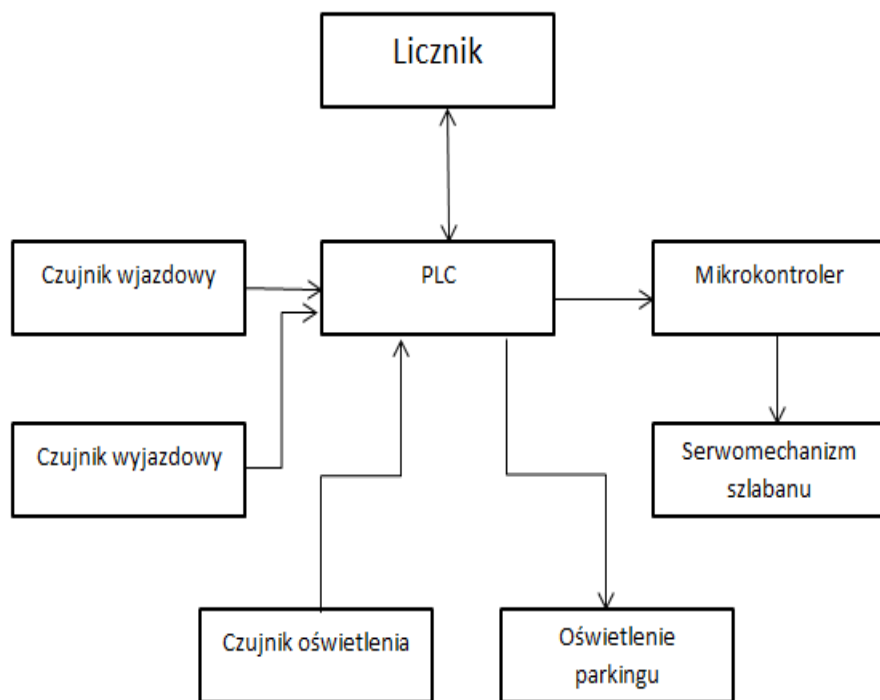 Licznik
Czujnik wjazdowy
PLC
Mikrokontroler
Czujnik wyjazdowy
Serwomechanizm
szlabanu
Czujnik oświetlenia
Oświetlenie
parkingu